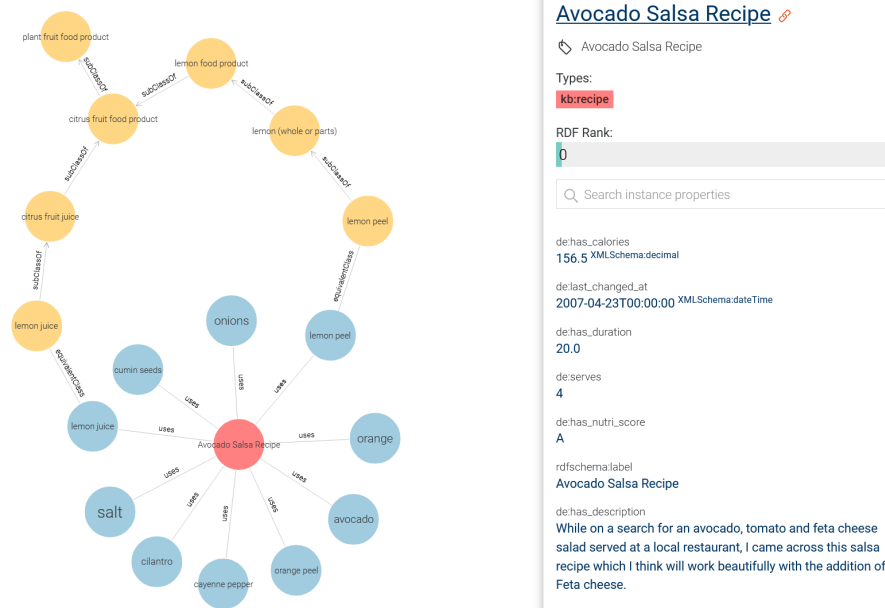 plant fruit food product
subClassOf
lemon food product
subClassOf
subClassOf
citrus fruit food product
lemon (whole or parts)
subClassOf
subClassOf
citrus fruit juice
lemon peel
subClassOf
equivalentClass
lemon juice
onions
lemon peel
equivalentClass
cumin seeds
uses
uses
uses
lemon juice
uses
Avocado Salsa Recipe
uses
orange
uses
uses
uses
uses
uses
salt
avocado
cilantro
cayenne pepper
orange peel
Avocado Salsa Recipe
Avocado Salsa Recipe
Types:
kb:recipe
RDF Rank:
0
Search instance properties
de:has_calories
156.5 XMLSchema:decimal
de:last_changed_at
2007-04-23T00:00:00 XMLSchema:dateTime
de:has_duration
20.0
de:serves
4
de:has_nutri_score
A
rdfschema:label
Avocado Salsa Recipe
de:has_description
While on a search for an avocado, tomato and feta cheese
salad served at a local restaurant, I came across this salsa
recipe which I think will work beautifully with the addition of
Feta cheese.